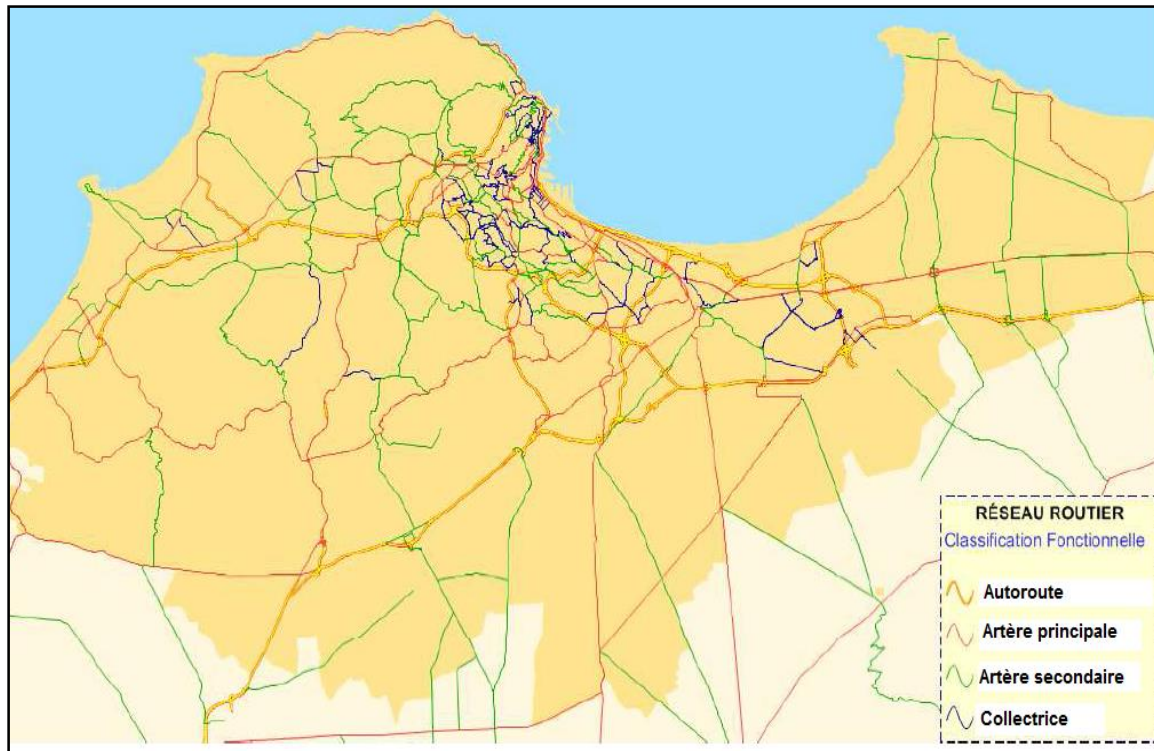 RÉSEAU ROUTIER
Classification Fonctionnelle
Autoroute
Artère principale
Artère secondaire
Collectrice